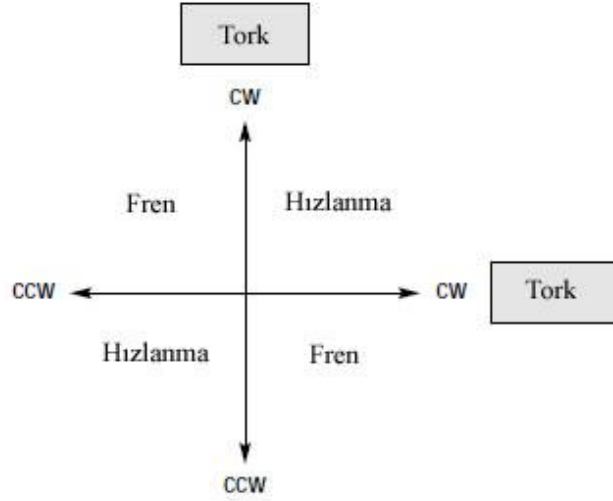 Tork
CW
Fren
Hızlanma
CCW
CW
Tork
Hızlanma
Fren
CCW